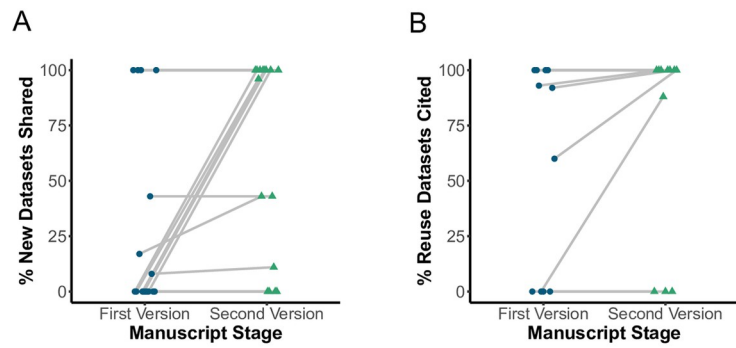 A
% New Datasets Shared
100
75
50
25
0
First Version
Second Version
Manuscript Stage
B
% Reuse Datasets Cited
100
75
50
25
0
First Version
Second Version
Manuscript Stage